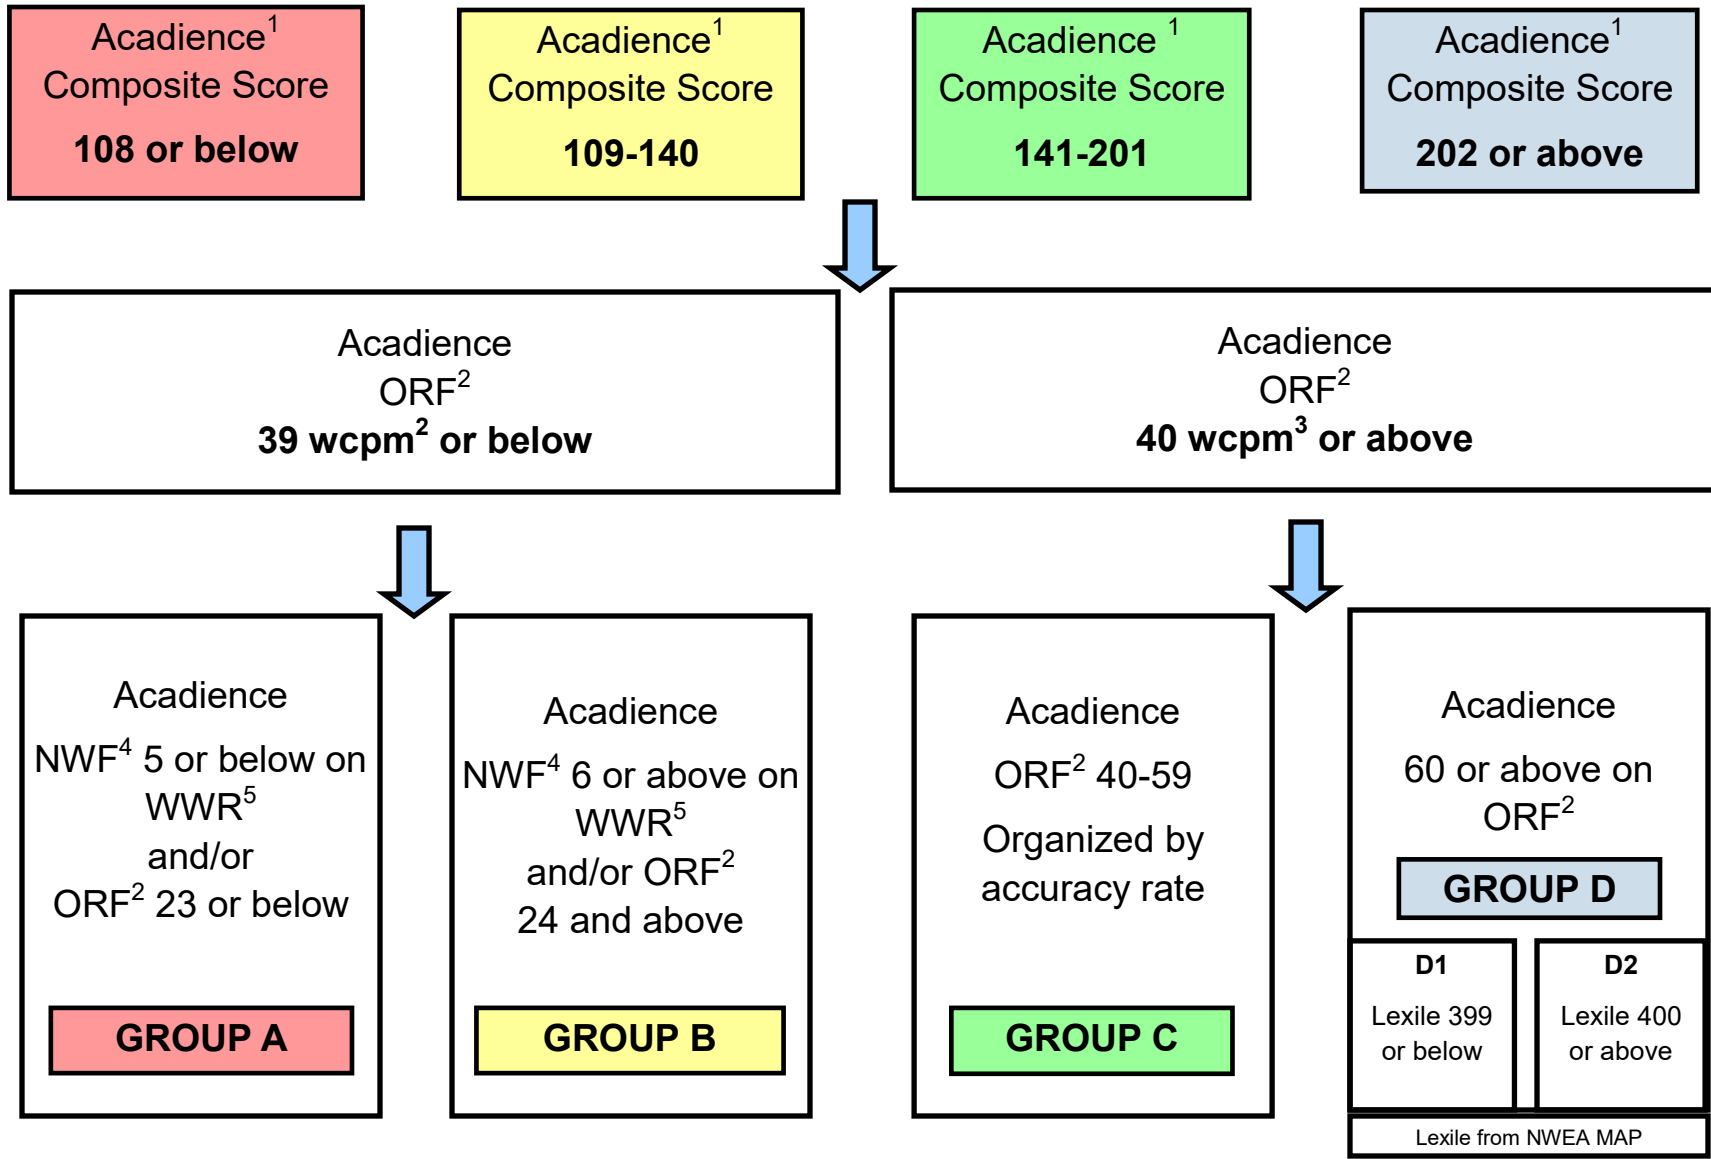 Acadience¹
Composite Score
108 or below
Acadience¹
Composite Score
109-140
Acadience ¹
Composite Score
141-201
Acadience¹
Composite Score
202 or above
Acadience
ORF²
39 wcpm² or below
Acadience
ORF²
40 wcpm³ or above
Acadience
NWF⁴ 5 or below on
WWR⁵
and/or
ORF² 23 or below
GROUP A
Acadience
NWF⁴ 6 or above on
WWR⁵
and/or ORF²
24 and above
GROUP B
Acadience
ORF² 40-59
Organized by
accuracy rate
GROUP C
Acadience
60 or above on
ORF²
GROUP D
D1
Lexile 399
or below
D2
Lexile 400
or above
Lexile from NWEA MAP